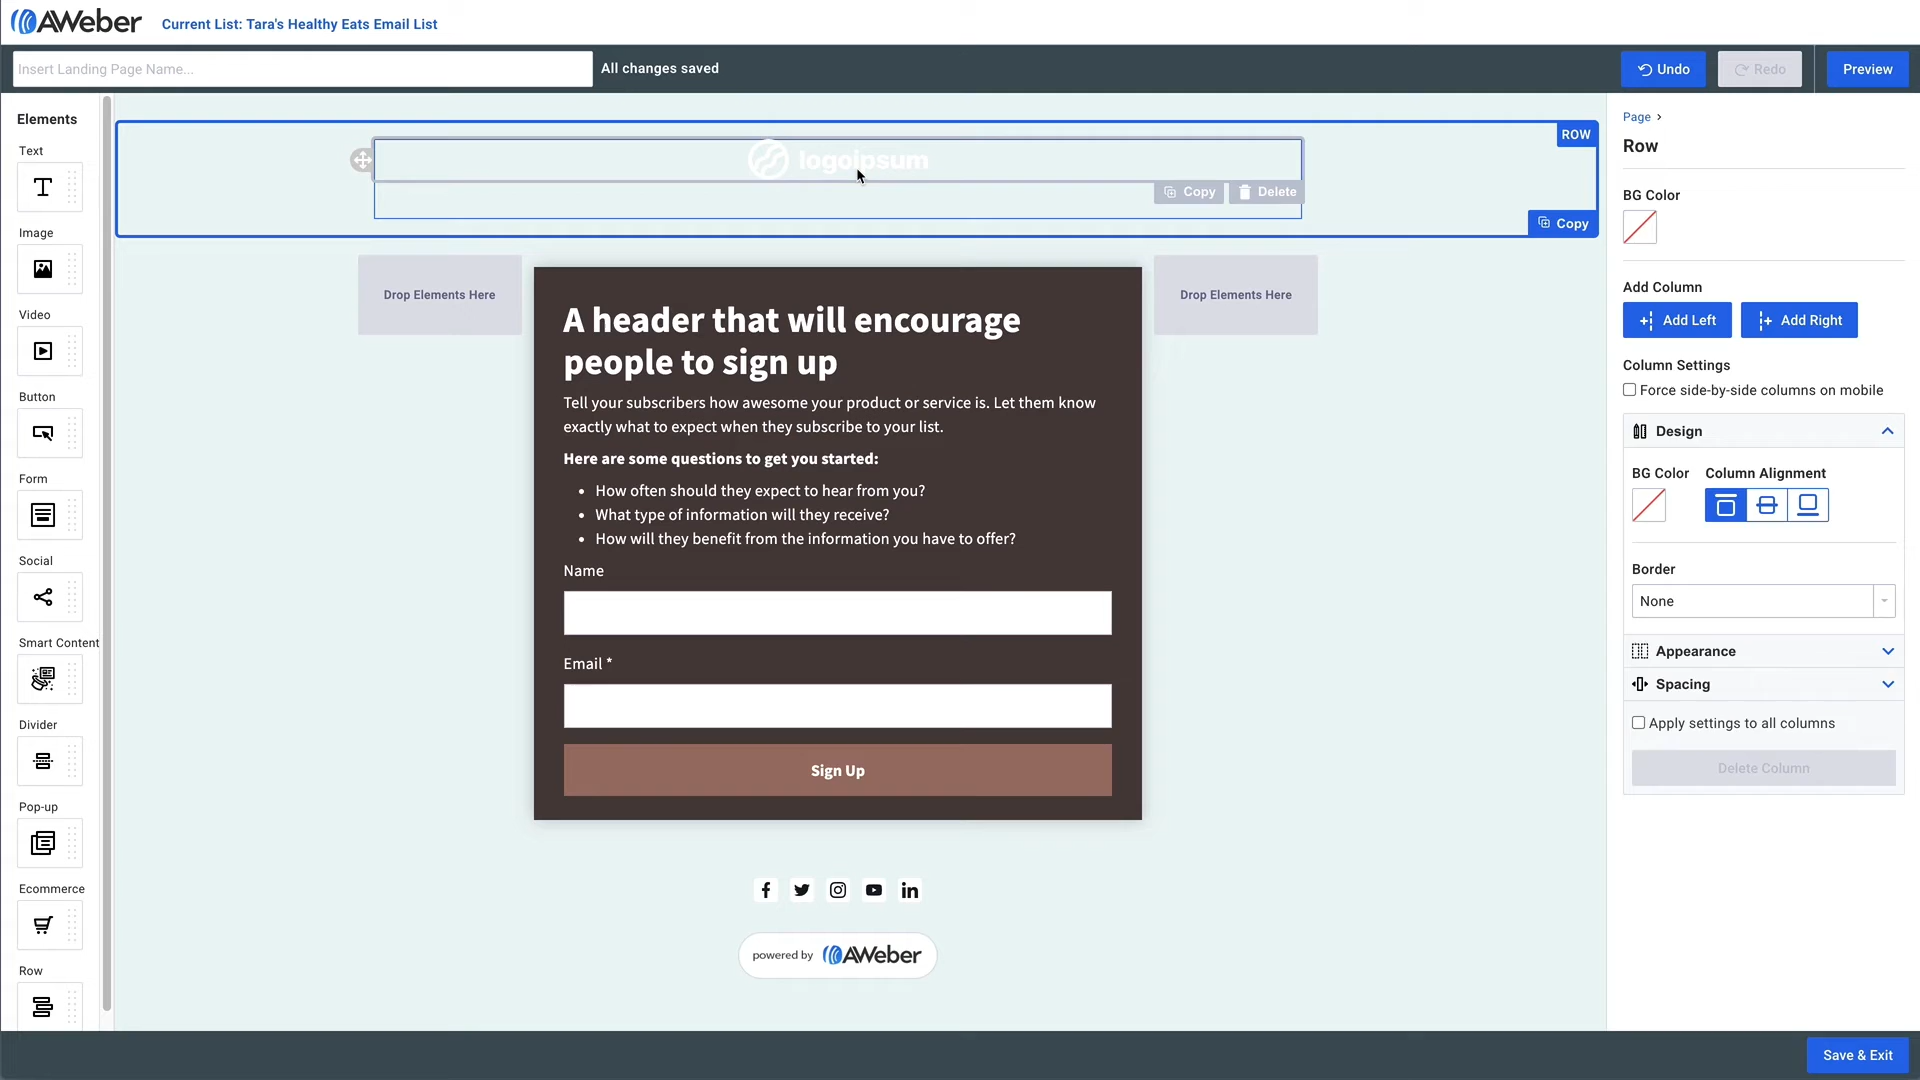 AWeber
Current List: Tara's Healthy Eats Email List
Insert Landing Page Name...
All changes saved
Undo
Redo
Preview
Elements
Text
Image
Video
Button
Form
Social
Smart Content
Divider
Pop-up
Ecommerce
Row
ROW
logoipsum
Copy
Delete
Copy
Drop Elements Here
Drop Elements Here
A header that will encourage
people to sign up
Tell your subscribers how awesome your product or service is. Let them know
exactly what to expect when they subscribe to your list.
Here are some questions to get you started:
• How often should they expect to hear from you?
• What type of information will they receive?
• How will they benefit from the information you have to offer?
Name
Email *
Sign Up
powered by AWeber
Page ›
Row
BG Color
Add Column
Add Left
Add Right
Column Settings
Force side-by-side columns on mobile
Design
BG Color
Column Alignment
Border
None
Appearance
Spacing
Apply settings to all columns
Delete Column
Save & Exit